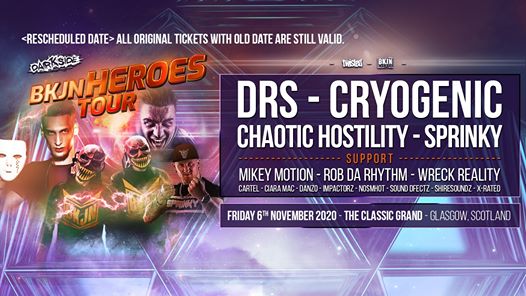 <RESCHEDULED DATE> ALL ORIGINAL TICKETS WITH OLD DATE ARE STILL VALID.
DARKSIDE
BKJN HEROES
TOUR
TWISTED
BKJN
DRS - CRYOGENIC
CHAOTIC HOSTILITY - SPRINKY
SUPPORT
MIKEY MOTION - ROB DA RHYTHM - WRECK REALITY
CARTEL - CIARA MAC - DANZO - IMPACTORZ - NOSMHOT - SOUND DFECTZ - SHIRESOUNDZ - X-RATED
FRIDAY 6TH NOVEMBER 2020 - THE CLASSIC GRAND - GLASGOW, SCOTLAND